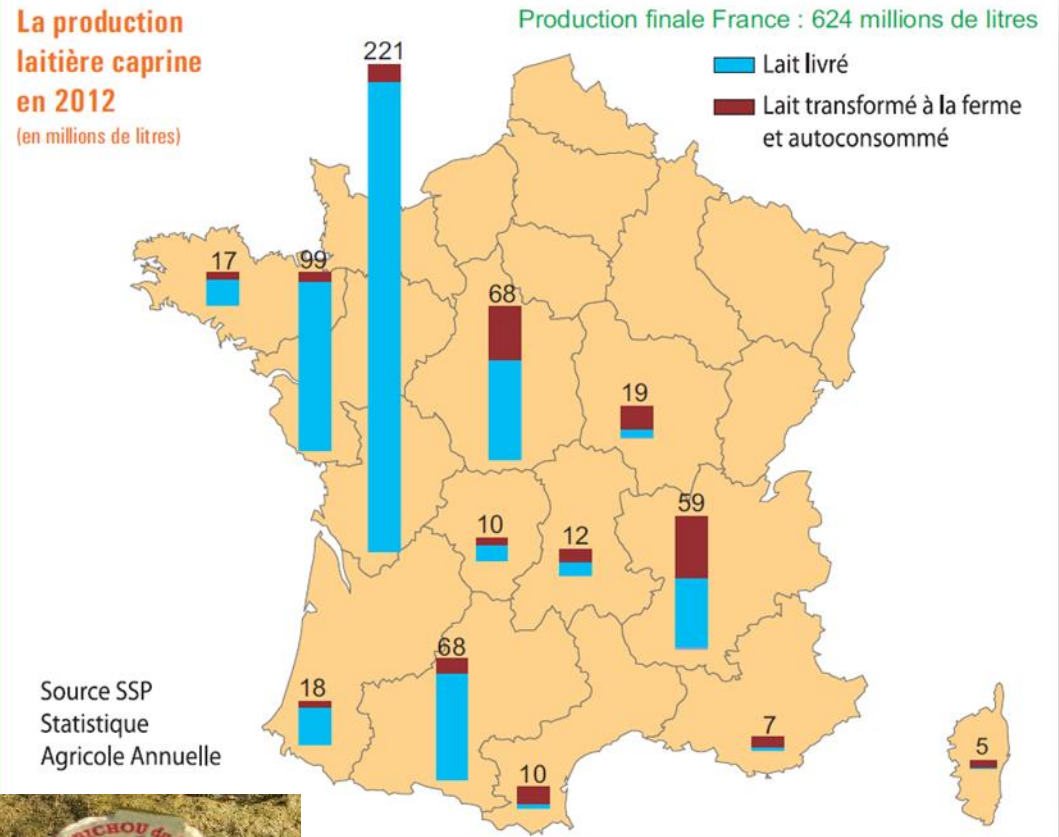 La production
laitière caprine
en 2012
(en millions de litres)
Production finale France : 624 millions de litres
Lait livré
Lait transformé à la ferme
et autoconsommé
221
17
99
68
19
10
12
59
68
18
7
10
5
Source SSP
Statistique
Agricole Annuelle